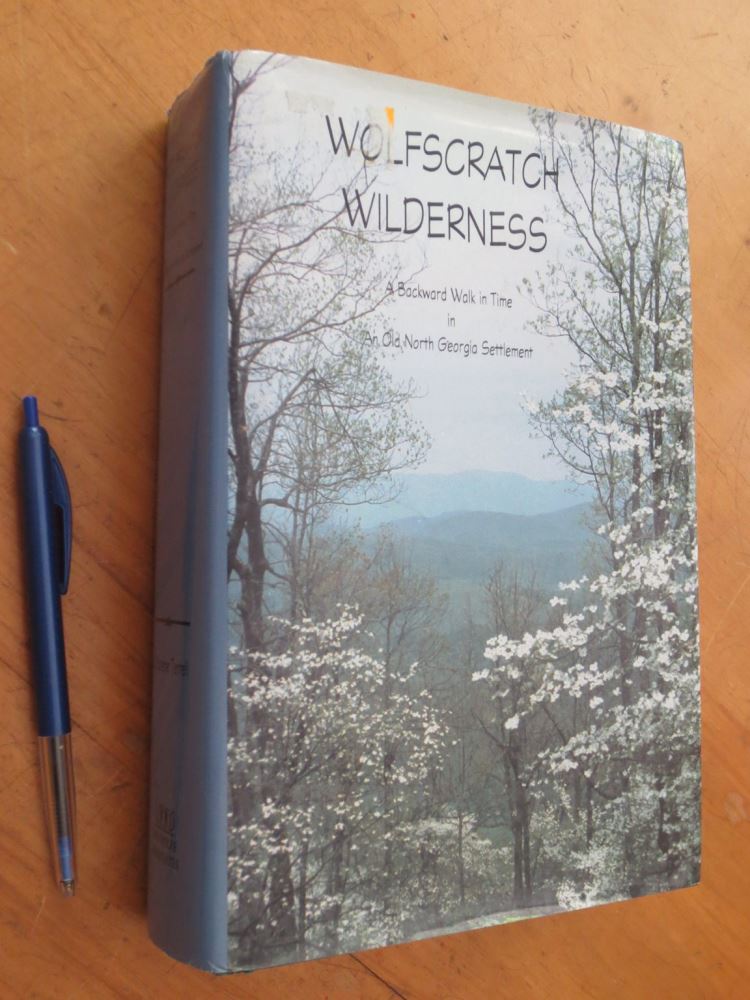 WOLFSCRATCH
WILDERNESS
A Backward Walk in Time
in
An Old North Georgia Settlement